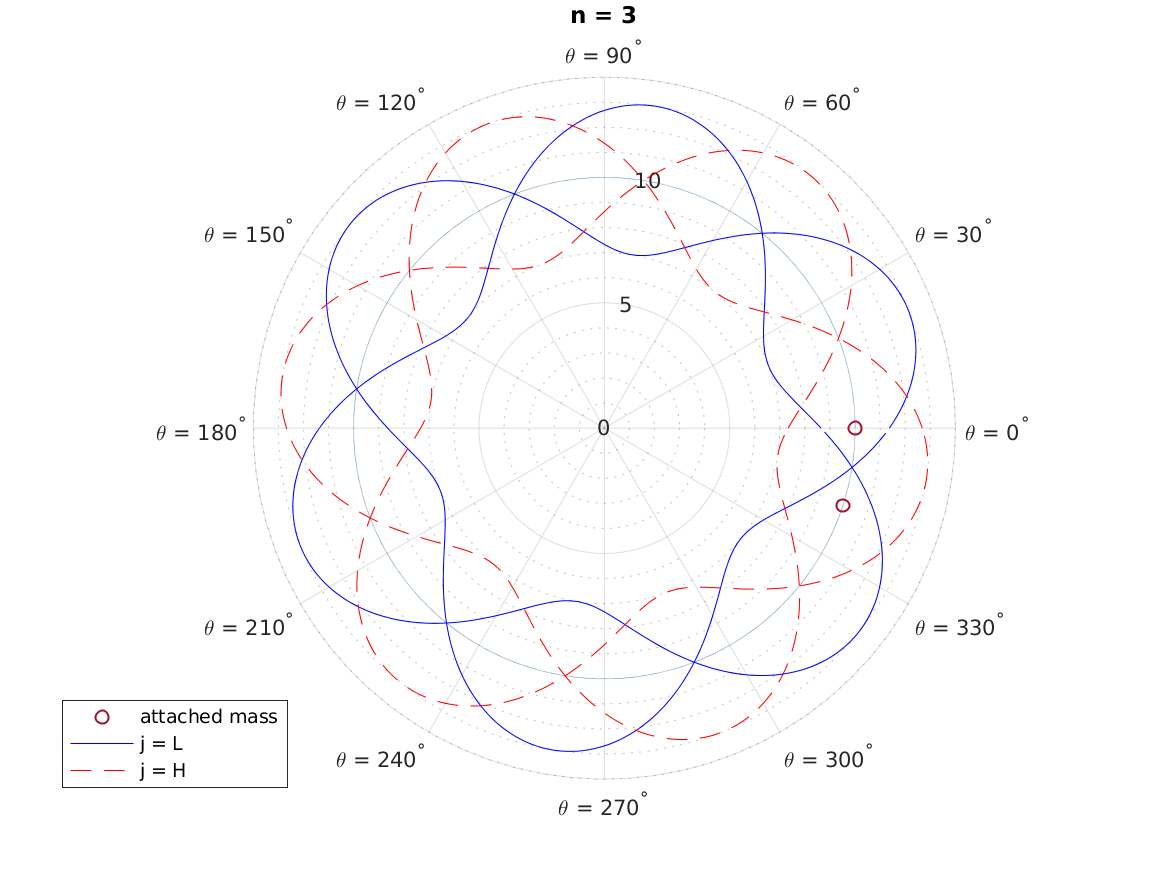 n = 3
θ = 90°
θ = 120°
θ = 60°
10
θ = 150°
θ = 30°
5
θ = 180°
0
θ = 0°
θ = 210°
θ = 330°
attached mass
j = L
j = H
θ = 240°
θ = 300°
θ = 270°